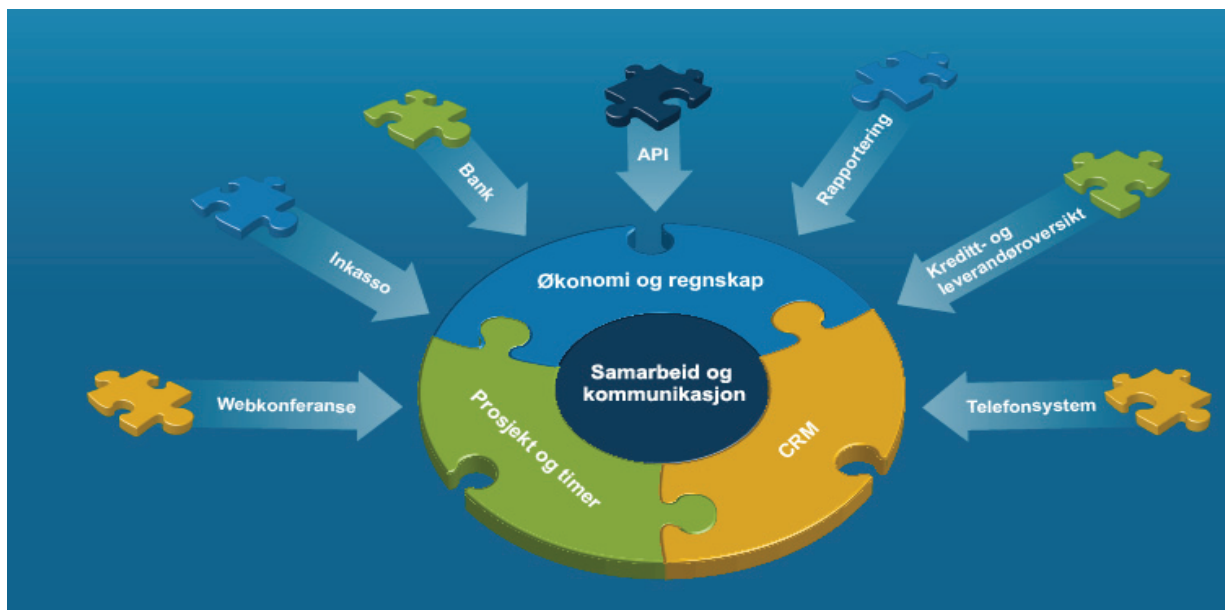 API
Rapportering
Bank
Kreditt- og
leverandøroversikt
Inkasso
Økonomi og regnskap
Samarbeid og
kommunikasjon
Webkonferanse
Telefonsystem
Prosjekt og timer
CRM